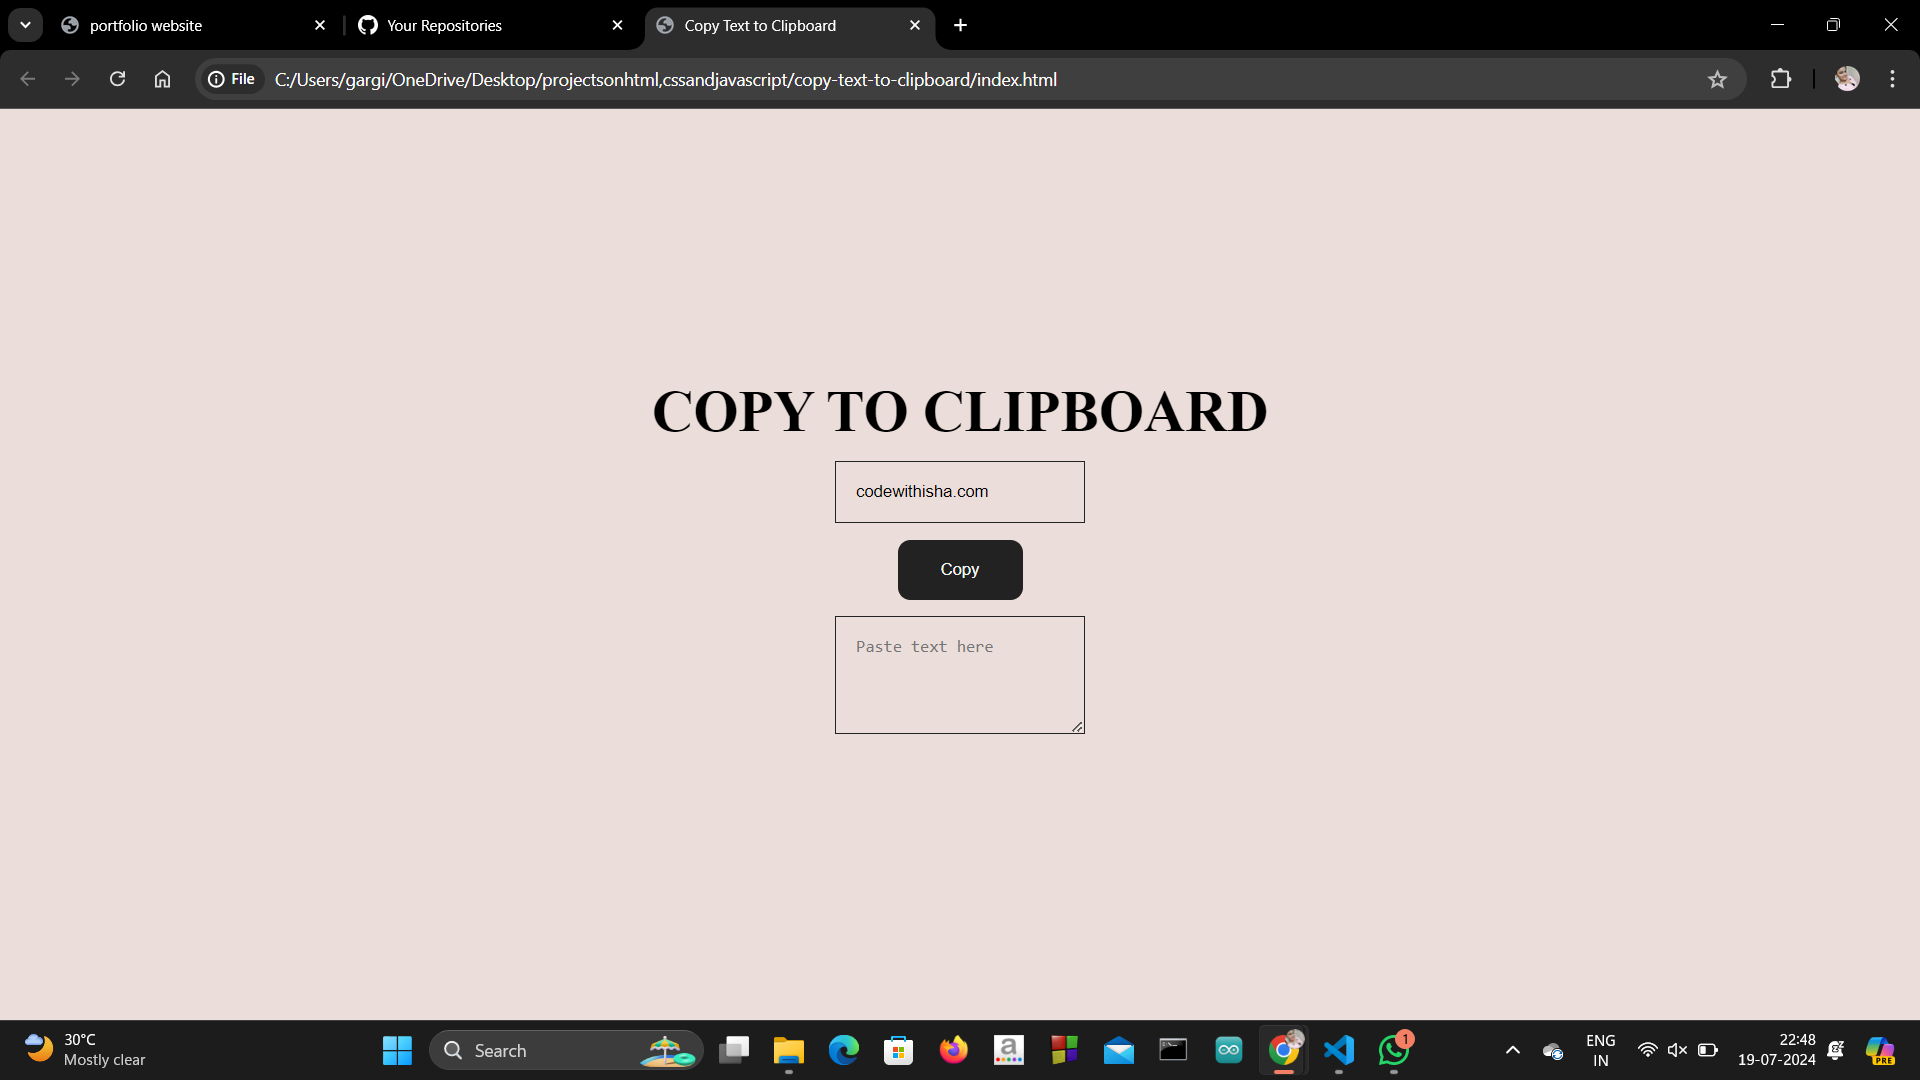 portfolio website
Your Repositories
Copy Text to Clipboard
File
C:/Users/gargi/OneDrive/Desktop/projectsonhtml,cssandjavascript/copy-text-to-clipboard/index.html
COPY TO CLIPBOARD
codewithisha.com
Copy
Paste text here
30°C
Mostly clear
Search
a
1
ENG
IN
22:48
19-07-2024
PRE